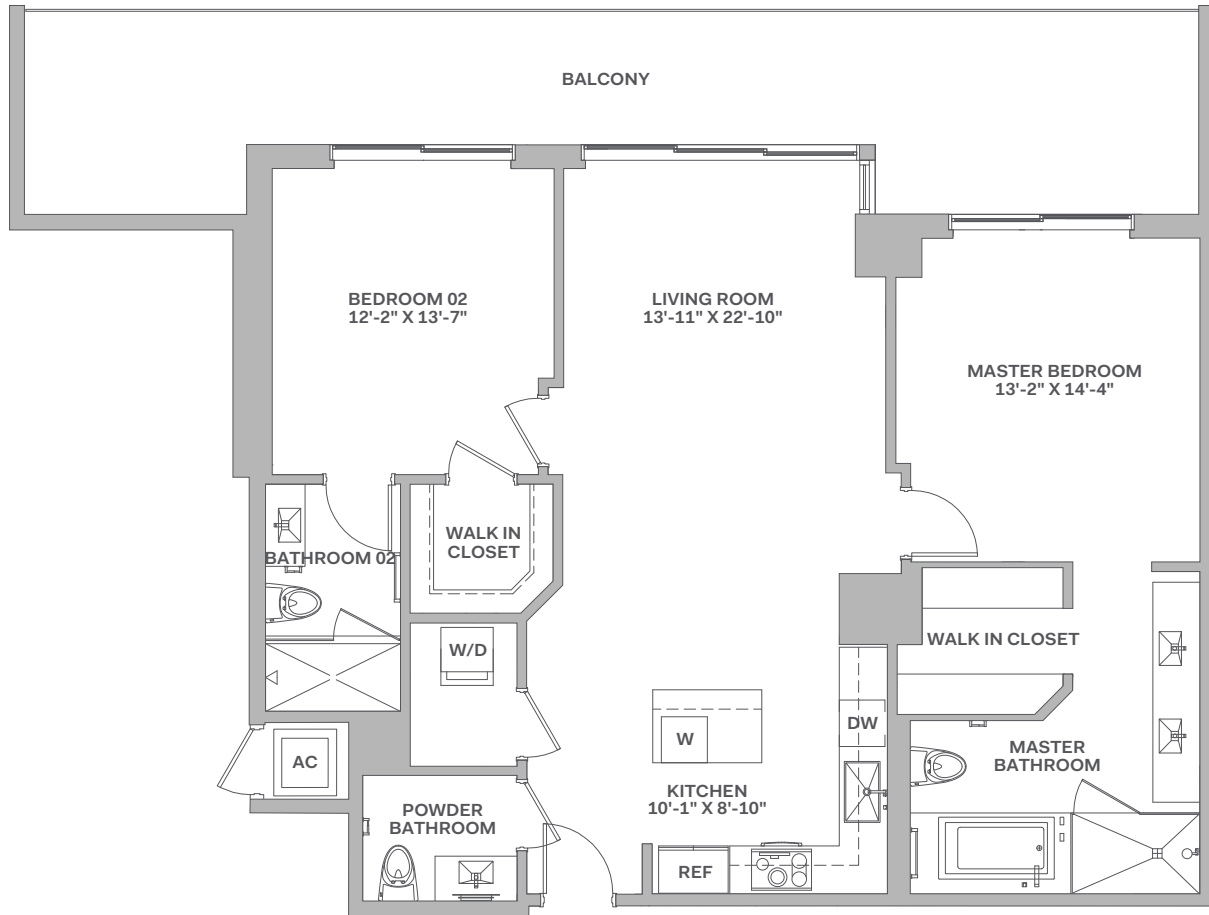 BALCONY
BEDROOM 02
12'-2" X 13'-7"
LIVING ROOM
13'-11" X 22'-10"
MASTER BEDROOM
13'-2" X 14'-4"
WALK IN
CLOSET
BATHROOM 02
W/D
WALK IN CLOSET
DW
W
AC
MASTER
BATHROOM
KITCHEN
10'-1" X 8'-10"
POWDER
BATHROOM
REF